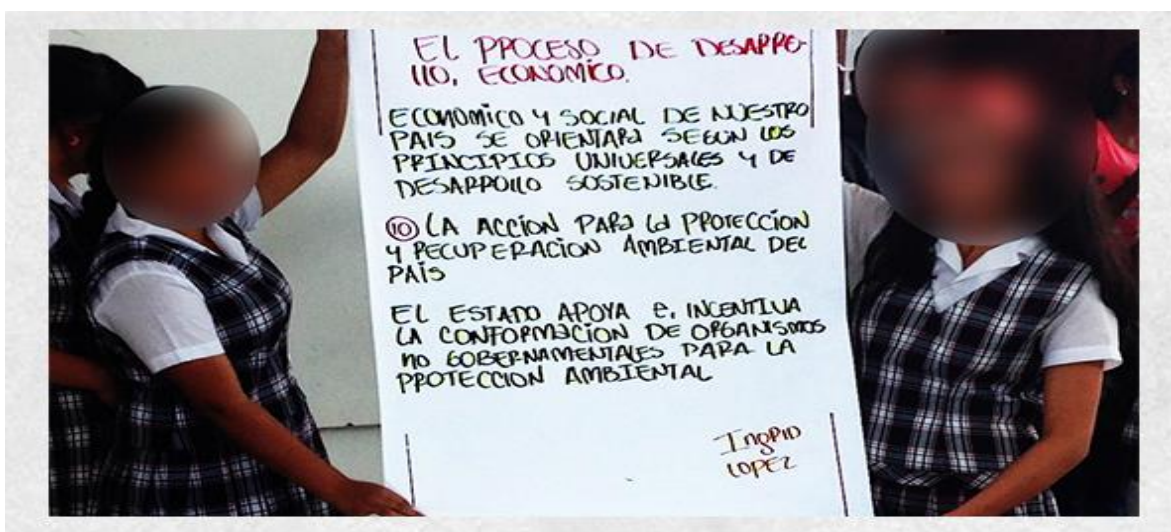 EL PROCESO DE DESARRO-
llO, ECONOMICO.
ECONOMICO Y SOCIAL DE NUESTRO
PAIS SE ORIENTARA SEGUN LOS
PRINCIPIOS UNIVERSALES Y DE
DESARROllO SOSTENIBLE.
10 LA ACCION PARA La PROTECCION
Y RECUPERACION AMBIENTAL DEL
PAIS
EL ESTADO APOYA e, INCENTIVA
LA CONFORMACION DE ORGANISMOS
no GOBERNAMENTALES PARA LA
PROTECCION AMBIENTAL
INGRID
LOPEZ